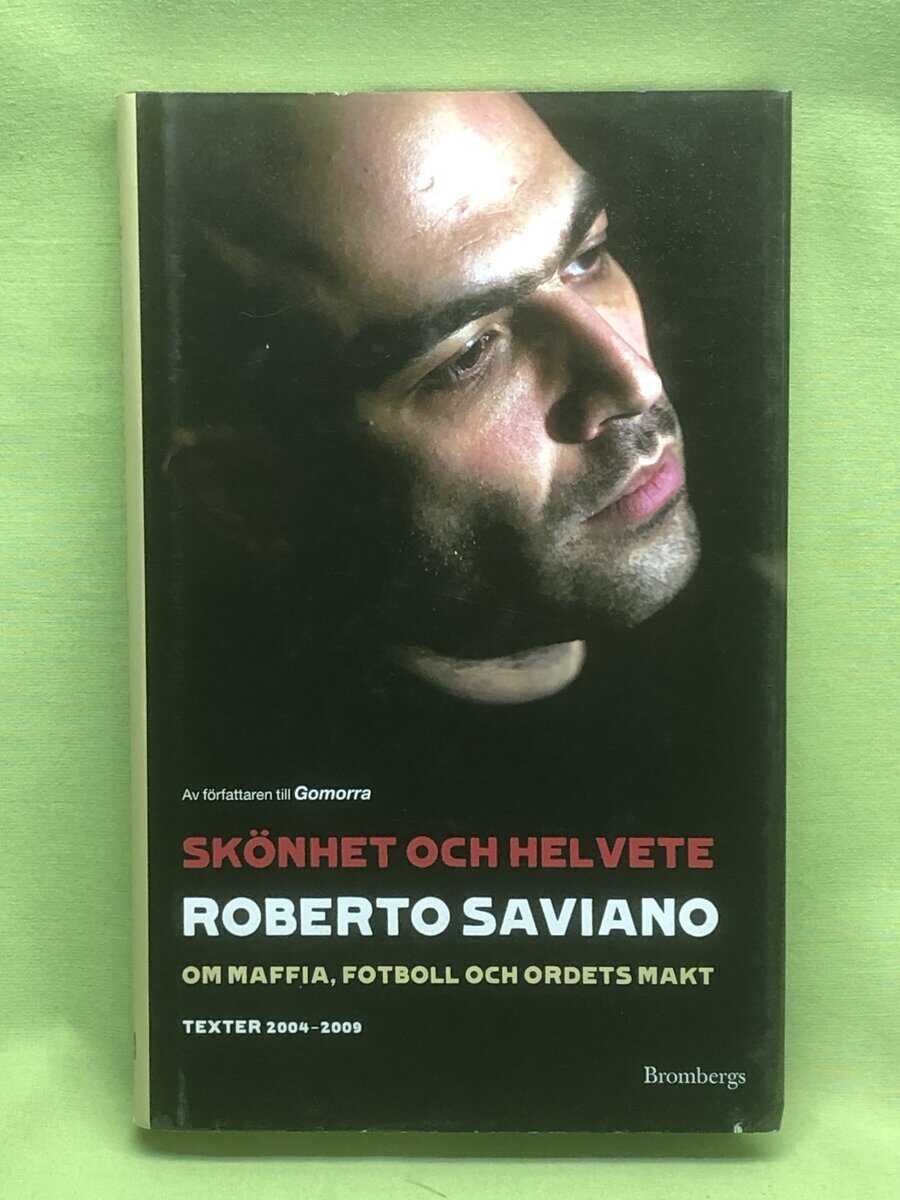 Av författaren till Gomorra
SKÖNHET OCH HELVETE
ROBERTO SAVIANO
OM MAFFIA, FOTBOLL OCH ORDETS MAKT
TEXTER 2004–2009
Brombergs